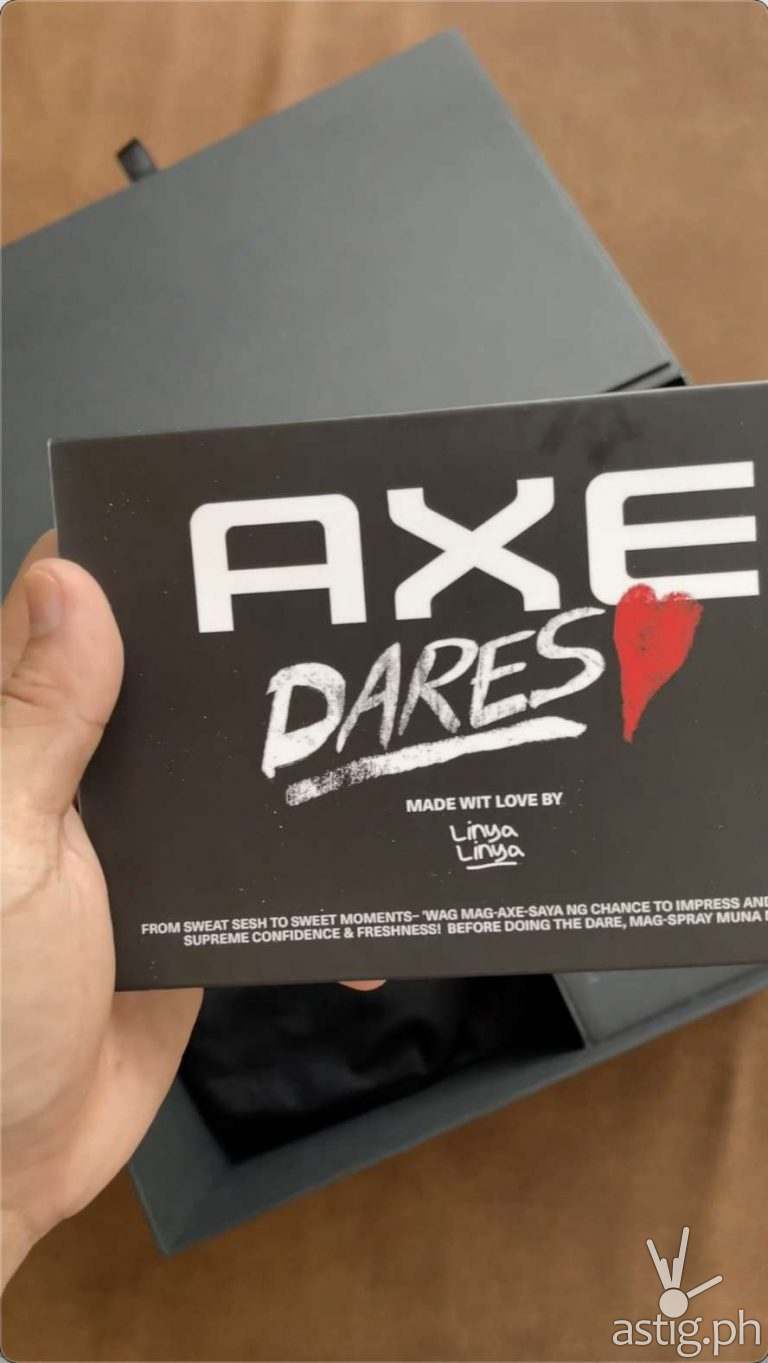 AXE
DARES
MADE WIT LOVE BY
Linya
Linya
FROM SWEAT SESH TO SWEET MOMENTS– 'WAG MAG-AXE-SAYA NG CHANCE TO IMPRESS AND
SUPREME CONFIDENCE & FRESHNESS! BEFORE DOING THE DARE, MAG-SPRAY MUNA
astig.ph